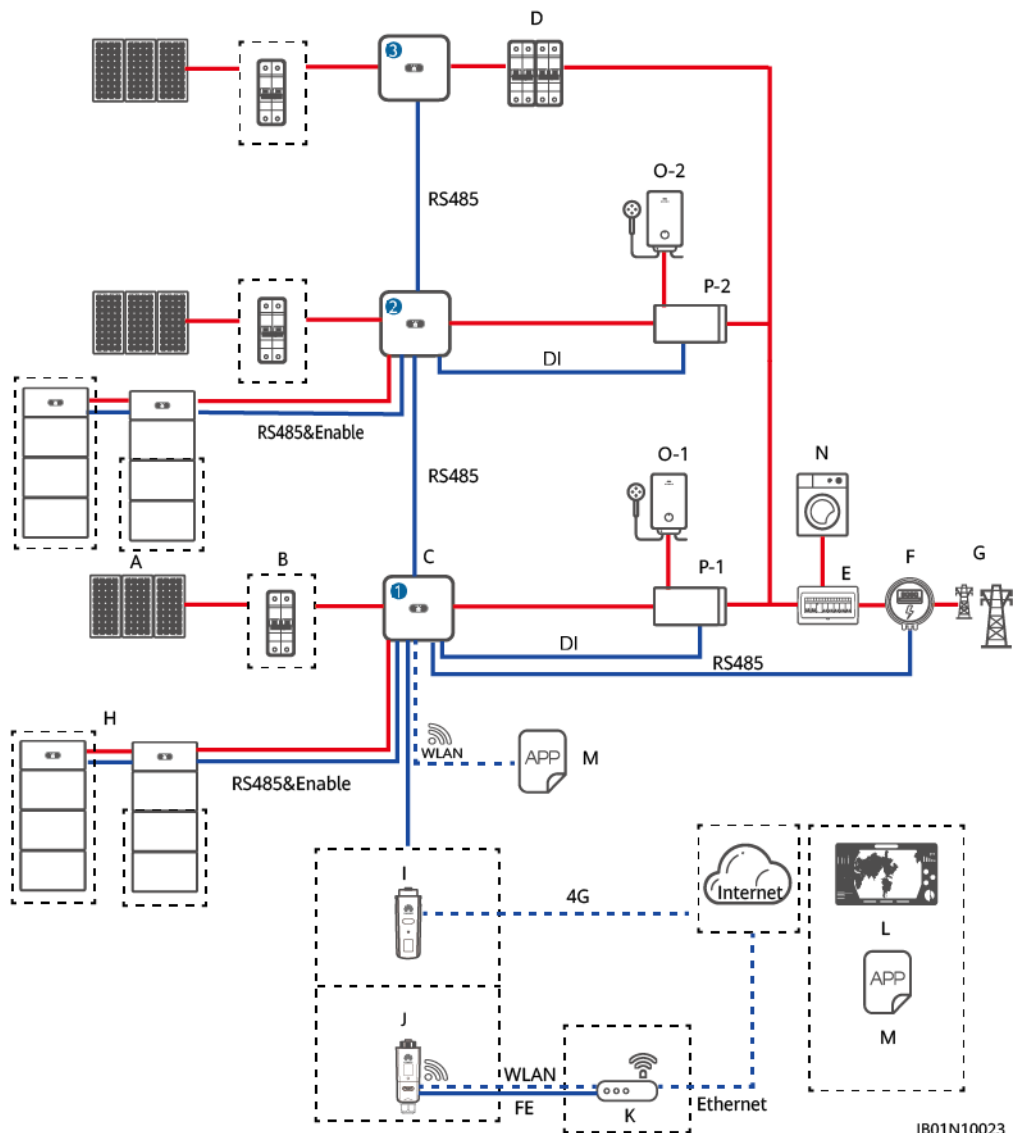 D
3
RS485
O-2
P-2
2
DI
RS485&Enable
RS485
O-1
N
A
B
C
P-1
E
F
G
1
DI
RS485
H
WLAN
APP
M
RS485&Enable
I
4G
Internet
L
APP
M
J
WLAN
FE
K
Ethernet
IB01N10023